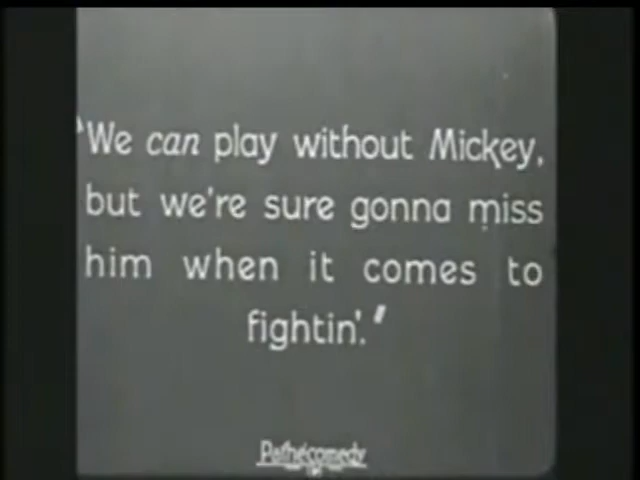 "We can play without Mickey,
but we're sure gonna miss
him when it comes to
fightin'."
Pathécomedy